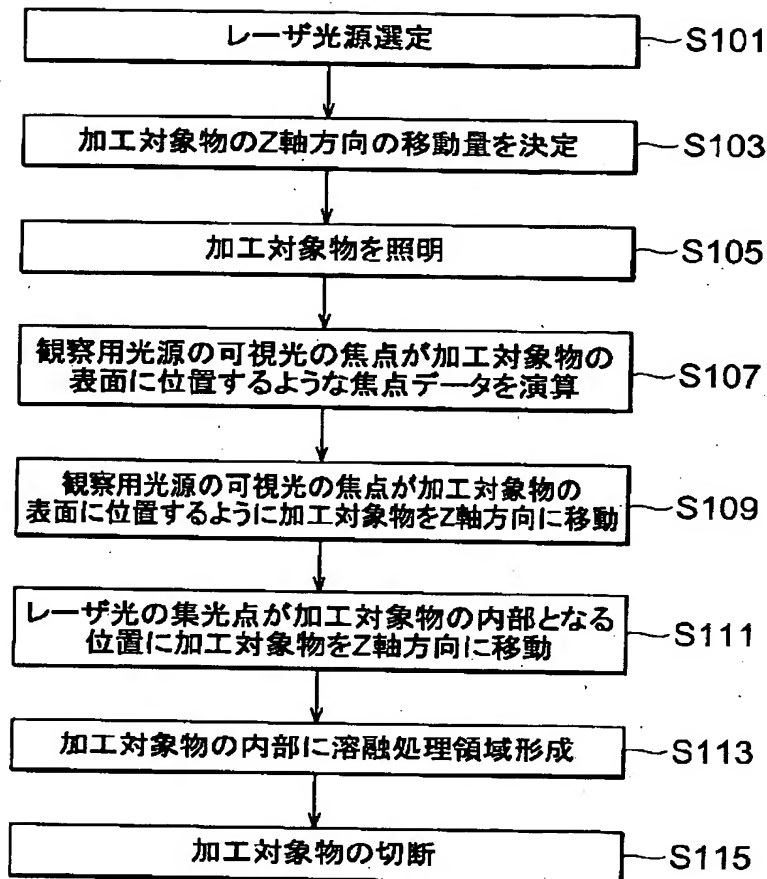 レーザ光源選定
S101
加工対象物のZ軸方向の移動量を決定
S103
加工対象物を照明
S105
観察用光源の可視光の焦点が加工対象物の
表面に位置するような焦点データを演算
S107
観察用光源の可視光の焦点が加工対象物の
表面に位置するように加工対象物をZ軸方向に移動
S109
レーザ光の集光点が加工対象物の内部となる
位置に加工対象物をZ軸方向に移動
S111
加工対象物の内部に溶融処理領域形成
S113
加工対象物の切断
S115